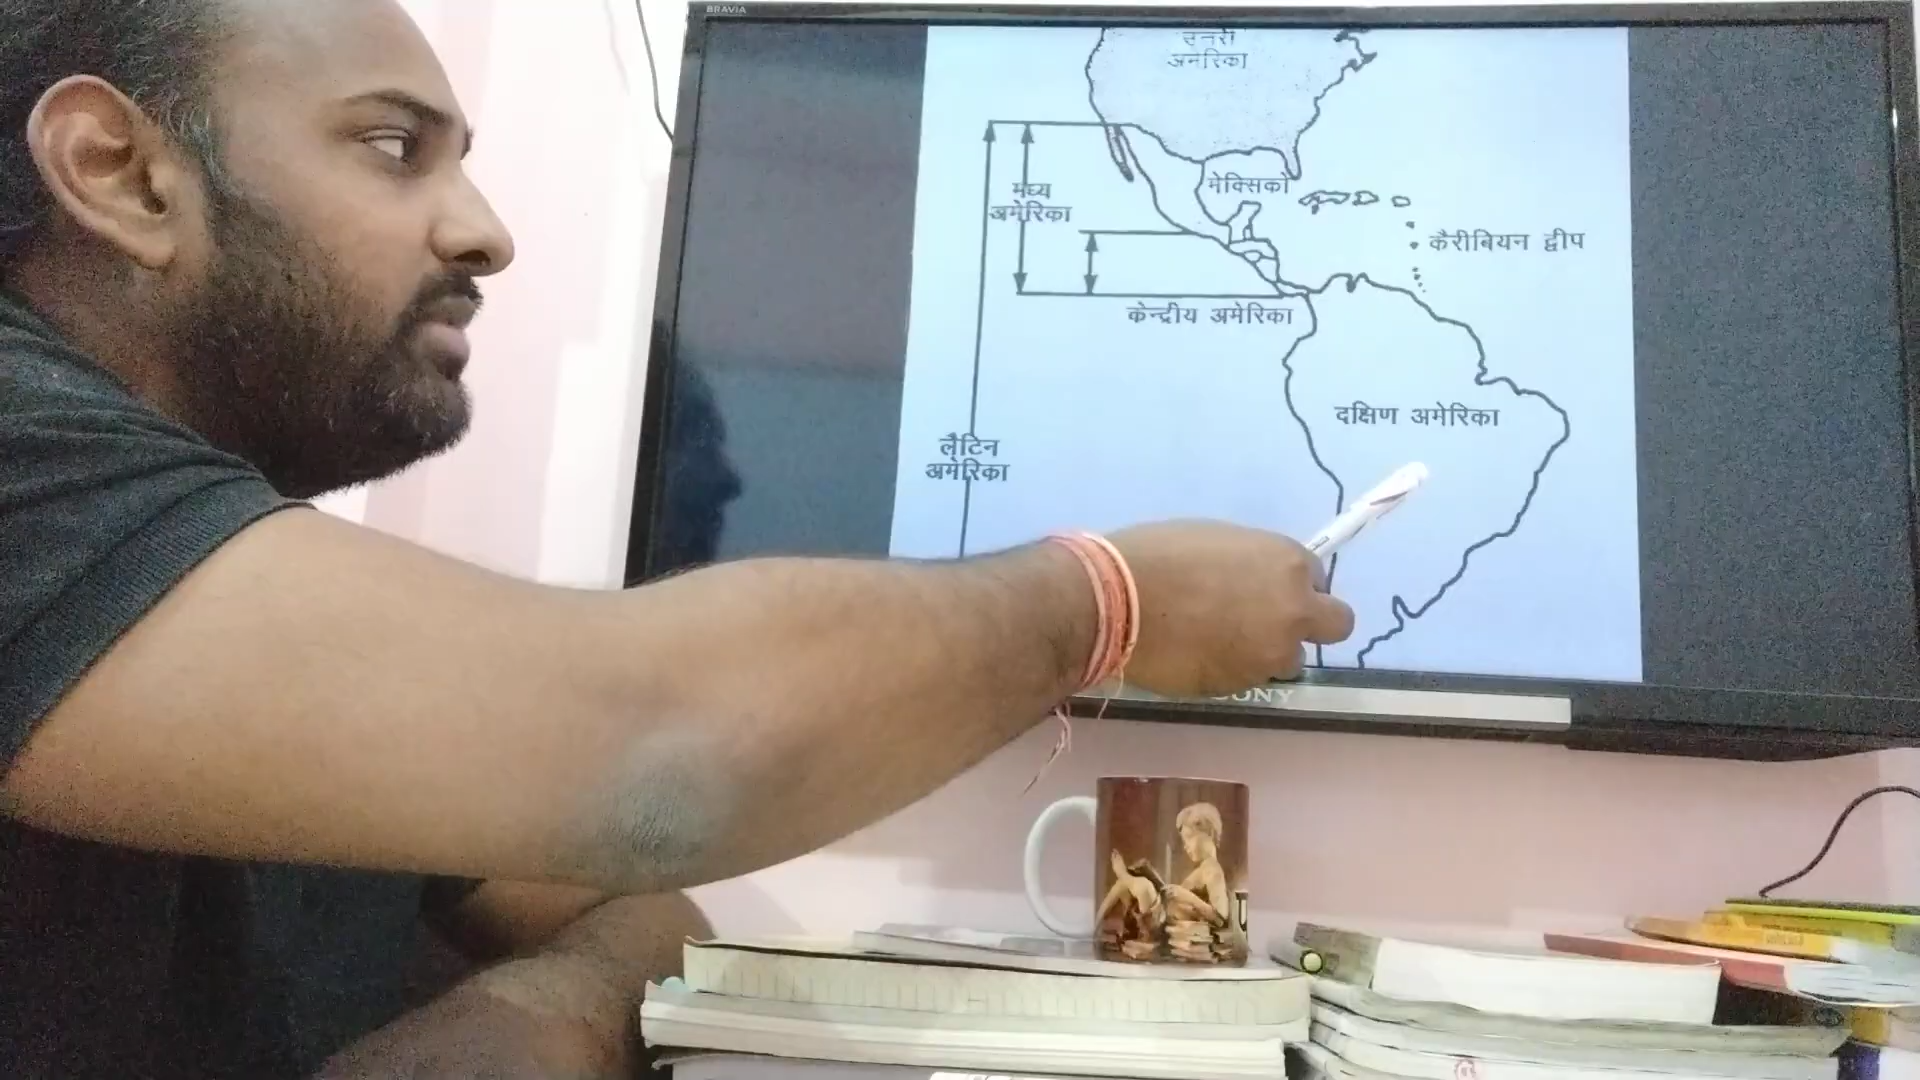 BRAVIA
उत्तरी
अमेरिका
मध्य
अमेरिका
मेक्सिको
कैरीबियन द्वीप
केन्द्रीय अमेरिका
दक्षिण अमेरिका
लैटिन
अमेरिका
SONY